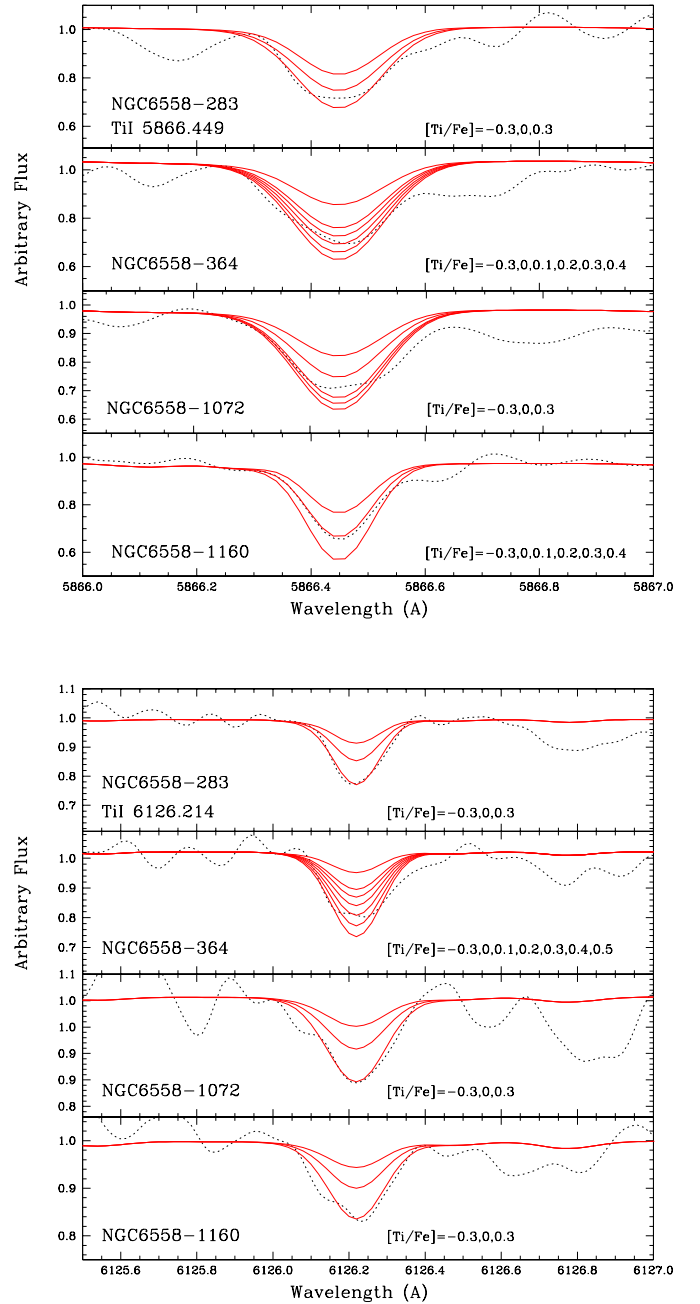 1.0
0.8
0.6
NGC6558−283
TiI 5866.449
[Ti/Fe]=−0.3,0,0.3
1.0
0.8
0.6
NGC6558−364
[Ti/Fe]=−0.3,0,0.1,0.2,0.3,0.4
1.0
0.9
0.8
0.7
0.6
NGC6558−1072
[Ti/Fe]=−0.3,0,0.3
1.0
0.8
0.6
NGC6558−1160
[Ti/Fe]=−0.3,0,0.1,0.2,0.3,0.4
Arbitrary Flux
5866.0 5866.2 5866.4 5866.6 5866.8 5867.0
Wavelength (A)
1.1
1.0
0.9
0.8
0.7
NGC6558−283
TiI 6126.214
[Ti/Fe]=−0.3,0,0.3
1.0
0.9
0.8
0.7
NGC6558−364
[Ti/Fe]=−0.3,0,0.1,0.2,0.3,0.4,0.5
1.1
1.0
1.0
0.9
0.9
0.8
NGC6558−1072
[Ti/Fe]=−0.3,0,0.3
1.0
0.9
0.8
NGC6558−1160
[Ti/Fe]=−0.3,0,0.3
Arbitrary Flux
6125.6 6125.8 6126.0 6126.2 6126.4 6126.6 6126.8 6127.0
Wavelength (A)